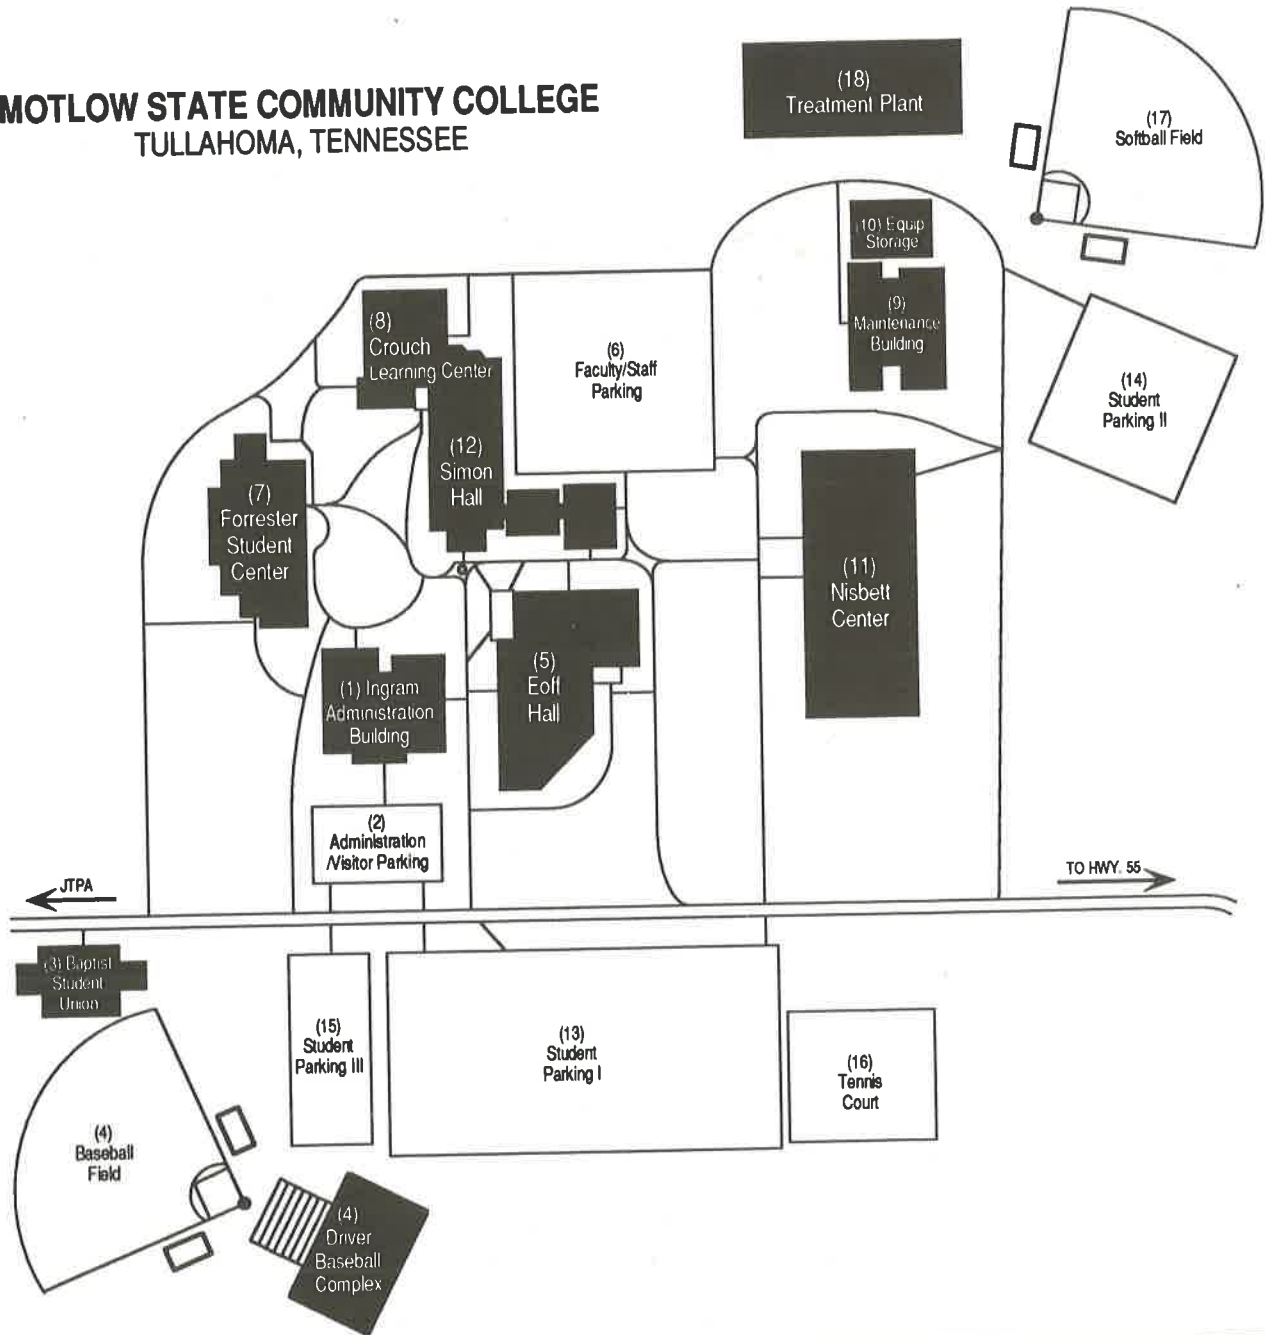 MOTLOW STATE COMMUNITY COLLEGE
TULLAHOMA, TENNESSEE
(18)
Treatment Plant
(17)
Softball Field
(10) Equip
Storage
(9)
Maintenance
Building
(8)
Crouch
Learning Center
(6)
Faculty/Staff
Parking
(14)
Student
Parking II
(12)
Simon
Hall
(7)
Forrester
Student
Center
(11)
Nisbett
Center
(5)
Eoff
Hall
(1) Ingram
Administration
Building
(2)
Administration
/Visitor Parking
JTPA
TO HWY. 55
(3) Baptist
Student
Union
(15)
Student
Parking III
(13)
Student
Parking I
(16)
Tennis
Court
(4)
Baseball
Field
(4)
Driver
Baseball
Complex